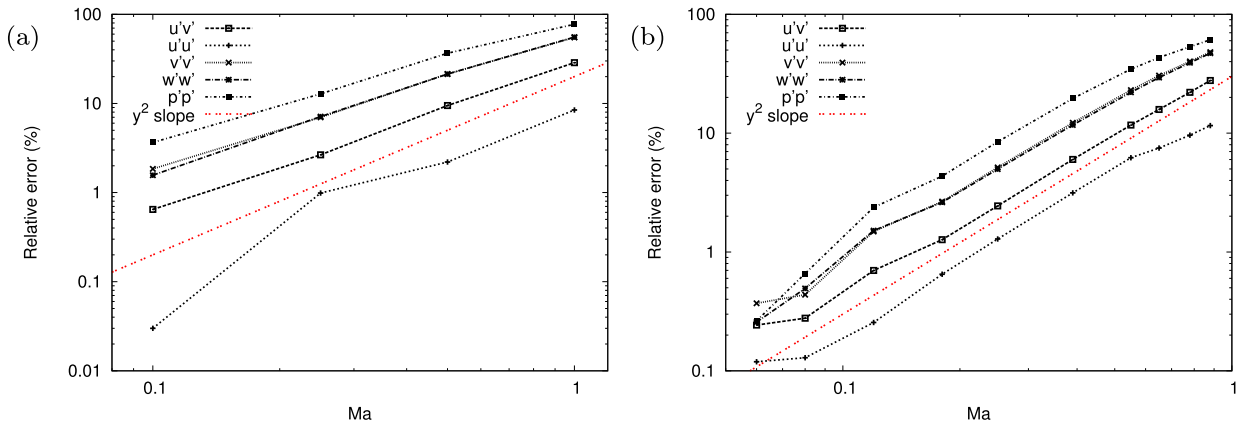 (a)
Relative error (%)
100
10
1
0.1
0.01
u'v'
u'u'
v'v'
w'w'
p'p'
y² slope
0.1
1
Ma
(b)
Relative error (%)
100
10
1
0.1
u'v'
u'u'
v'v'
w'w'
p'p'
y² slope
0.1
1
Ma